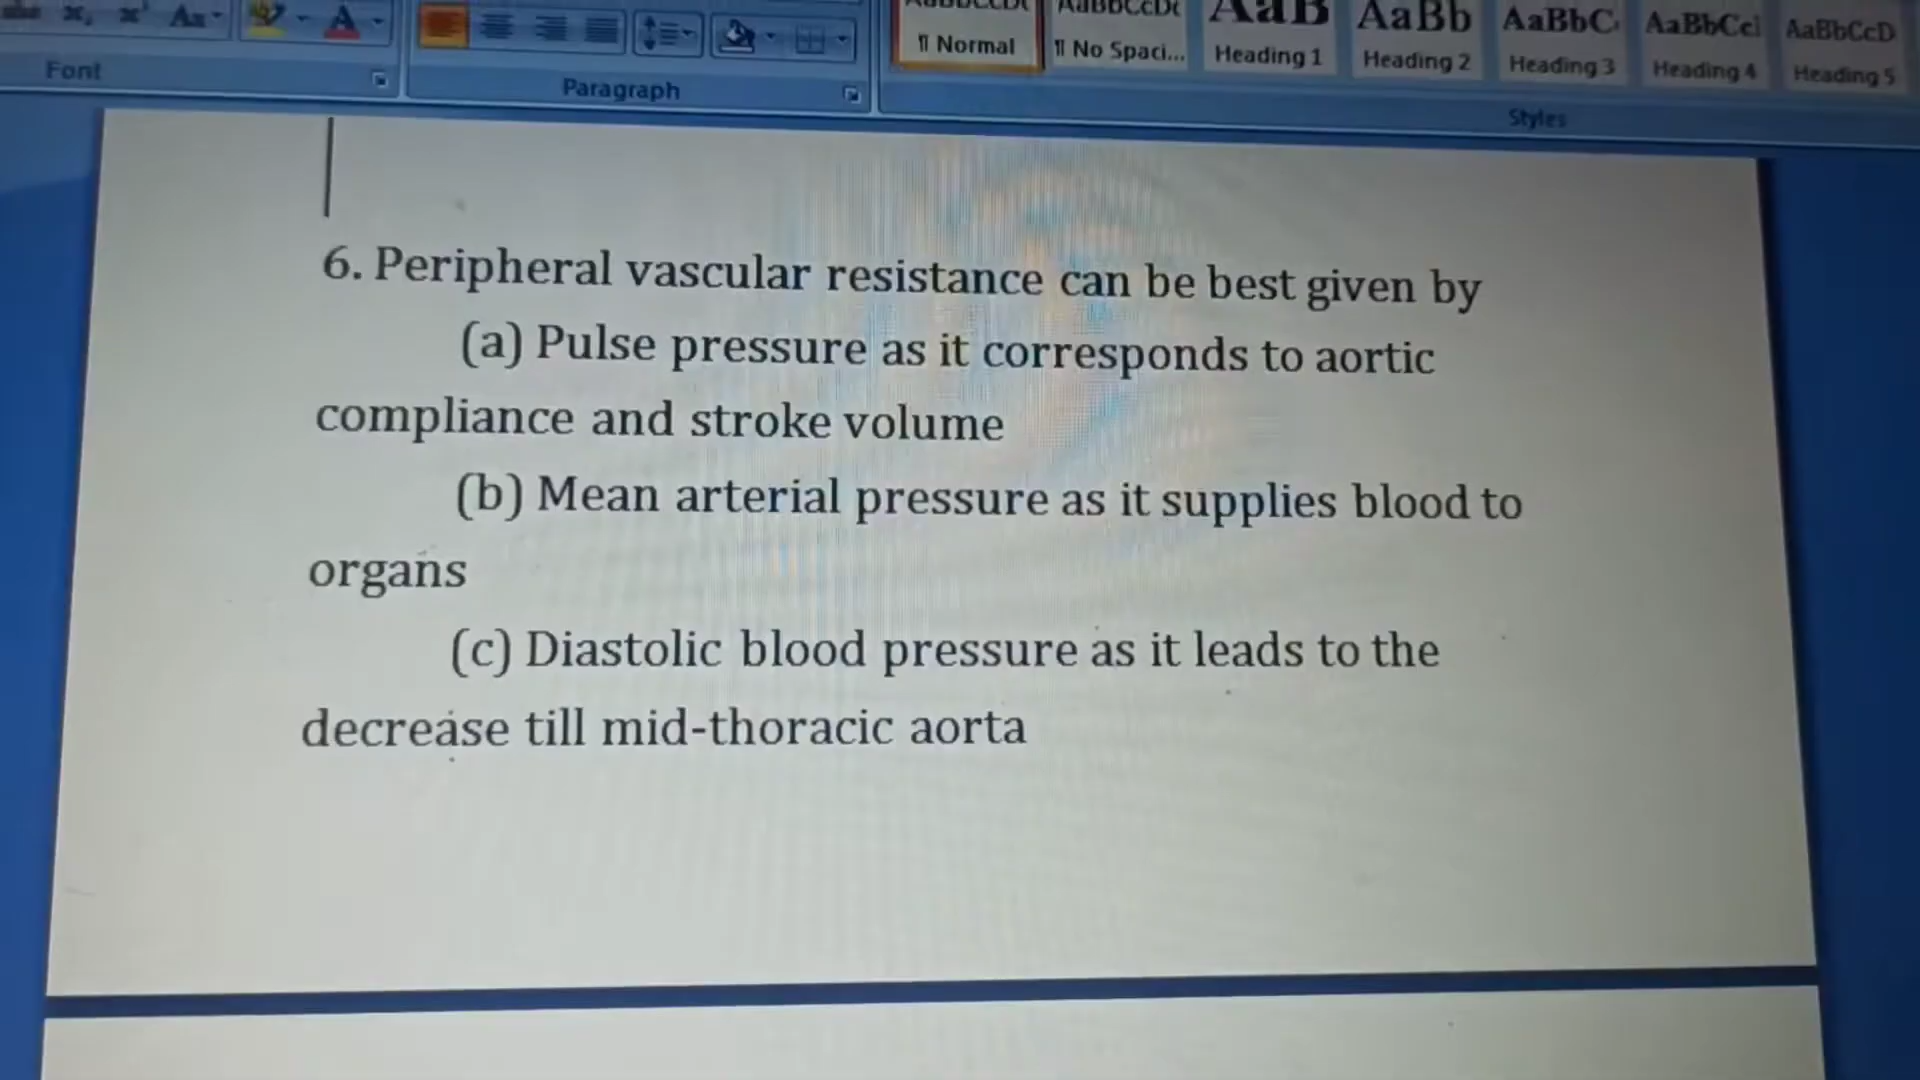 Font
Paragraph
Styles
¶ Normal
¶ No Spaci...
AaB
Heading 1
AaBb
Heading 2
AaBbC
Heading 3
AaBbCcI
Heading 4
AaBbCcD
Heading 5
6. Peripheral vascular resistance can be best given by
(a) Pulse pressure as it corresponds to aortic
compliance and stroke volume
(b) Mean arterial pressure as it supplies blood to
organs
(c) Diastolic blood pressure as it leads to the
decrease till mid-thoracic aorta